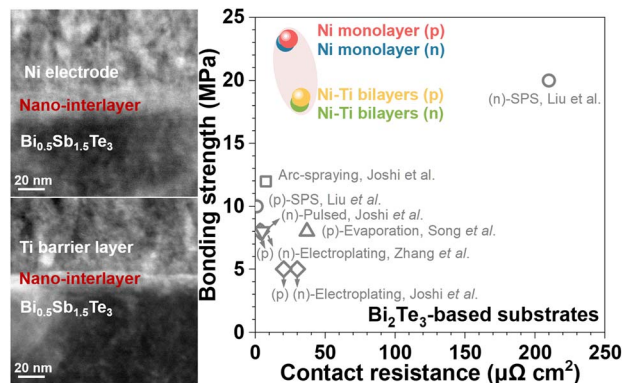 Ni electrode
Nano-interlayer
Bi0.5Sb1.5Te3
20 nm
Ti barrier layer
Nano-interlayer
Bi0.5Sb1.5Te3
20 nm
Bonding strength (MPa)
25
20
15
10
5
0
Ni monolayer (p)
Ni monolayer (n)
Ni-Ti bilayers (p)
Ni-Ti bilayers (n)
(n)-SPS, Liu et al.
Arc-spraying, Joshi et al.
(p)-SPS, Liu et al.
(n)-Pulsed, Joshi et al.
(p)-Evaporation, Song et al.
(p) (n)-Electroplating, Zhang et al.
(p) (n)-Electroplating, Joshi et al.
Bi2Te3-based substrates
0 50 100 150 200 250
Contact resistance (μΩ cm2)